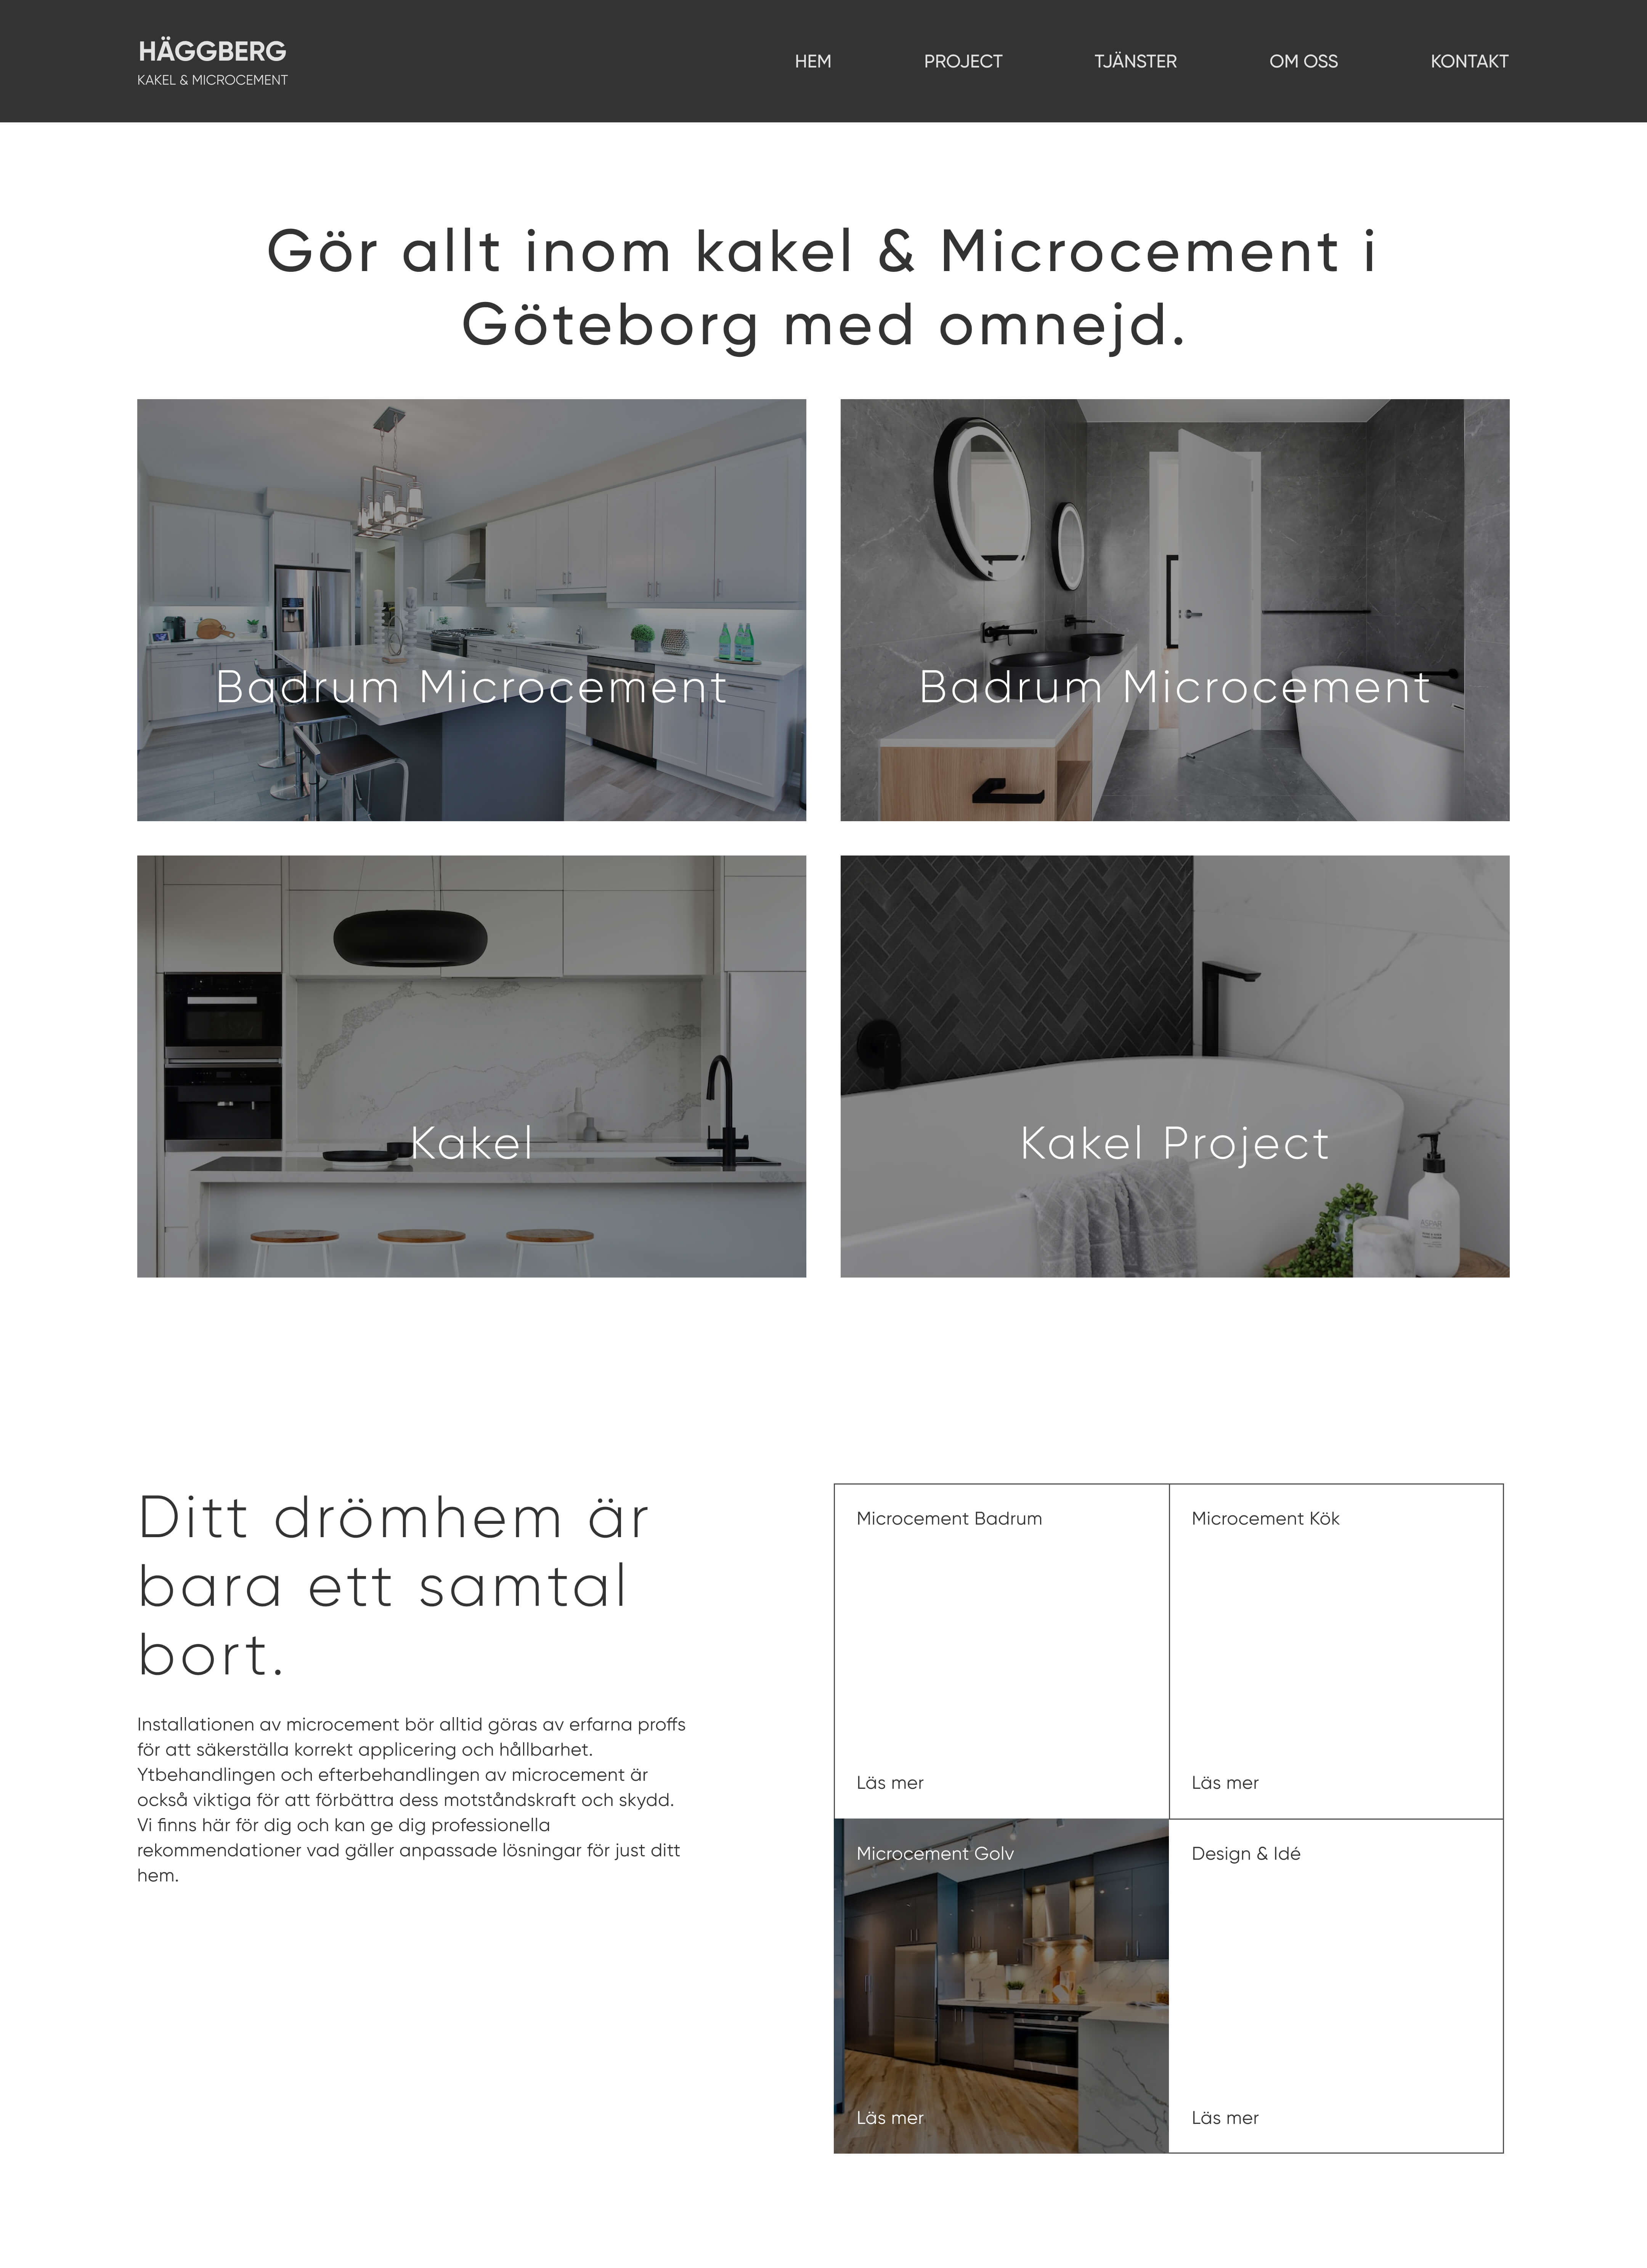 HÄGGBERG
KAKEL & MICROCEMENT
HEM
PROJECT
TJÄNSTER
OM OSS
KONTAKT
Gör allt inom kakel & Microcement i
Göteborg med omnejd.
Badrum Microcement
Badrum Microcement
Kakel
Kakel Project
Ditt drömhem är
bara ett samtal
bort.
Installationen av microcement bör alltid göras av erfarna proffs
för att säkerställa korrekt applicering och hållbarhet.
Ytbehandlingen och efterbehandlingen av microcement är
också viktiga för att förbättra dess motståndskraft och skydd.
Vi finns här för dig och kan ge dig professionella
rekommendationer vad gäller anpassade lösningar för just ditt
hem.
Microcement Badrum
Läs mer
Microcement Kök
Läs mer
Microcement Golv
Läs mer
Design & Idé
Läs mer